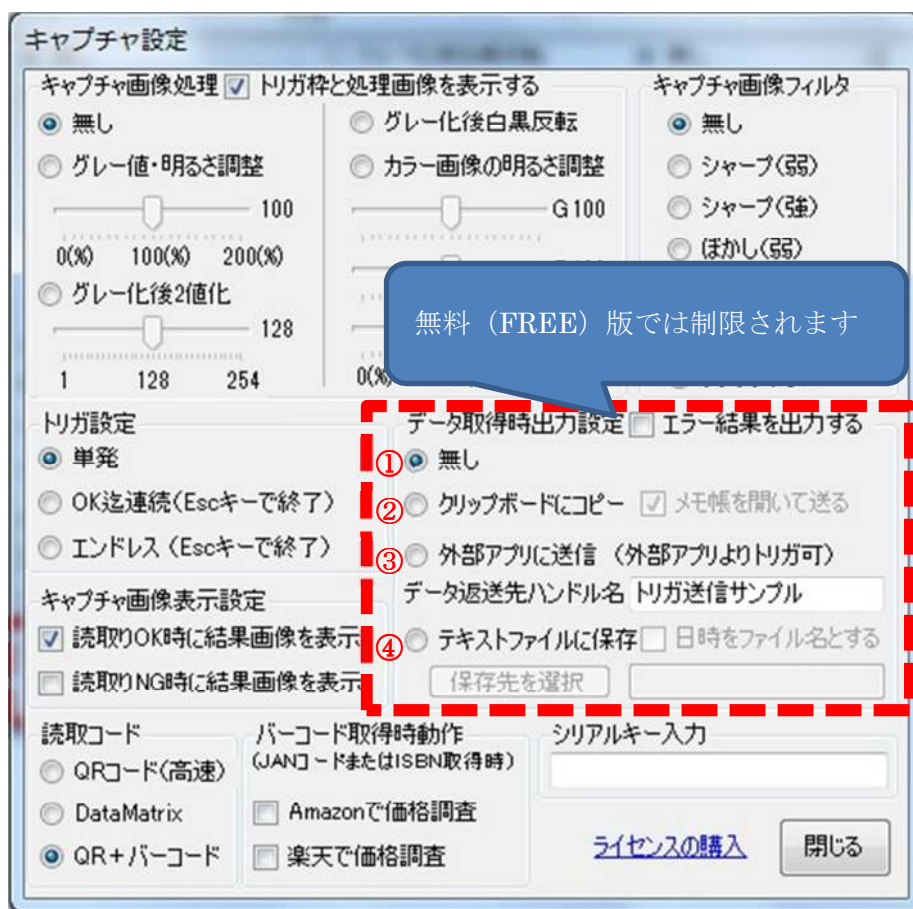 キャプチャ設定
キャプチャ画像処理 トリガ枠と処理画像を表示する
無し
グレー化後白黒反転
グレー値・明るさ調整
カラー画像の明るさ調整
100
G 100
0(%) 100(%) 200(%)
グレー化後2値化
128
1 128 254
0(%)
キャプチャ画像フィルタ
無し
シャープ(弱)
シャープ(強)
ぼかし(弱)
無料（FREE）版では制限されます
トリガ設定
単発
OK迄連続(Escキーで終了)
エンドレス (Escキーで終了)
データ取得時出力設定 エラー結果を出力する
① 無し
② クリップボードにコピー メモ帳を開いて送る
③ 外部アプリに送信 (外部アプリよりトリガ可)
データ返送先ハンドル名 トリガ送信サンプル
④ テキストファイルに保存 日時をファイル名とする
保存先を選択
キャプチャ画像表示設定
読取りOK時に結果画像を表示
読取りNG時に結果画像を表示
読取コード
QRコード(高速)
DataMatrix
QR+バーコード
バーコード取得時動作
(JANコードまたはISBN取得時)
Amazonで価格調査
楽天で価格調査
シリアルキー入力
ライセンスの購入
閉じる